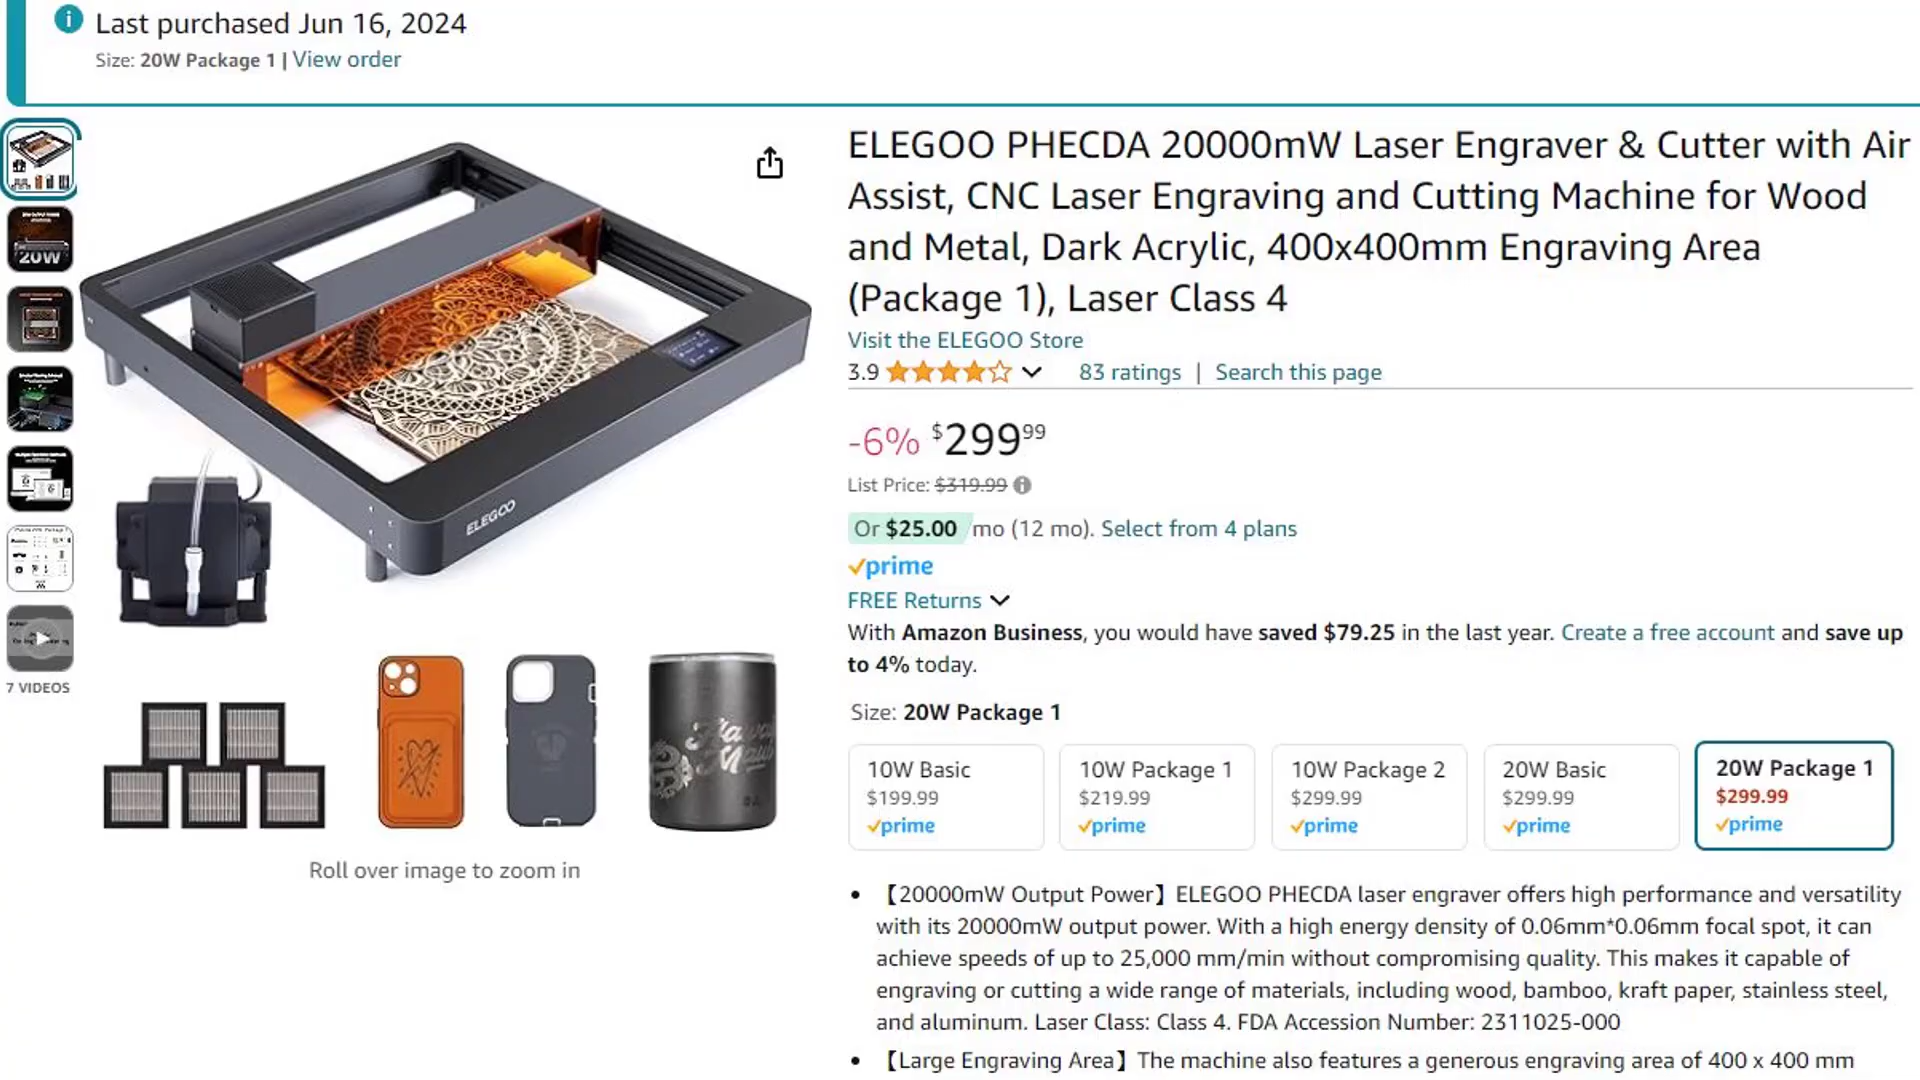 Last purchased Jun 16, 2024
Size: 20W Package 1 | View order
ELEGOO PHECDA 20000mW Laser Engraver & Cutter with Air
Assist, CNC Laser Engraving and Cutting Machine for Wood
and Metal, Dark Acrylic, 400x400mm Engraving Area
(Package 1), Laser Class 4
Visit the ELEGOO Store
3.9
83 ratings | Search this page
-6% $299.99
List Price: $319.99
Or $25.00 /mo (12 mo). Select from 4 plans
prime
FREE Returns
With Amazon Business, you would have saved $79.25 in the last year. Create a free account and save up
to 4% today.
Size: 20W Package 1
10W Basic
$199.99
prime
10W Package 1
$219.99
prime
10W Package 2
$299.99
prime
20W Basic
$299.99
prime
20W Package 1
$299.99
prime
• 【20000mW Output Power】ELEGOO PHECDA laser engraver offers high performance and versatility
with its 20000mW output power. With a high energy density of 0.06mm*0.06mm focal spot, it can
achieve speeds of up to 25,000 mm/min without compromising quality. This makes it capable of
engraving or cutting a wide range of materials, including wood, bamboo, kraft paper, stainless steel,
and aluminum. Laser Class: Class 4. FDA Accession Number: 2311025-000
• 【Large Engraving Area】The machine also features a generous engraving area of 400 x 400 mm
20W
7 VIDEOS
ELEGOO
Roll over image to zoom in